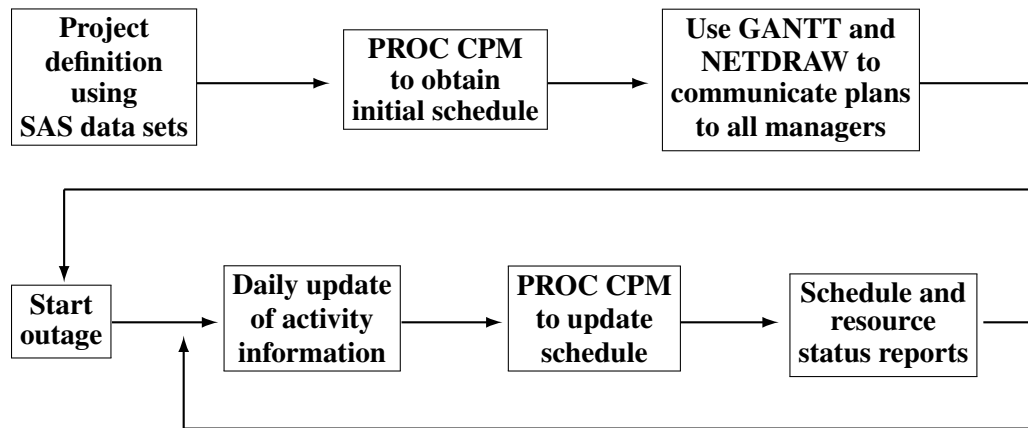 Project
definition
using
SAS data sets
PROC CPM
to obtain
initial schedule
Use GANTT and
NETDRAW to
communicate plans
to all managers
Start
outage
Daily update
of activity
information
PROC CPM
to update
schedule
Schedule and
resource
status reports